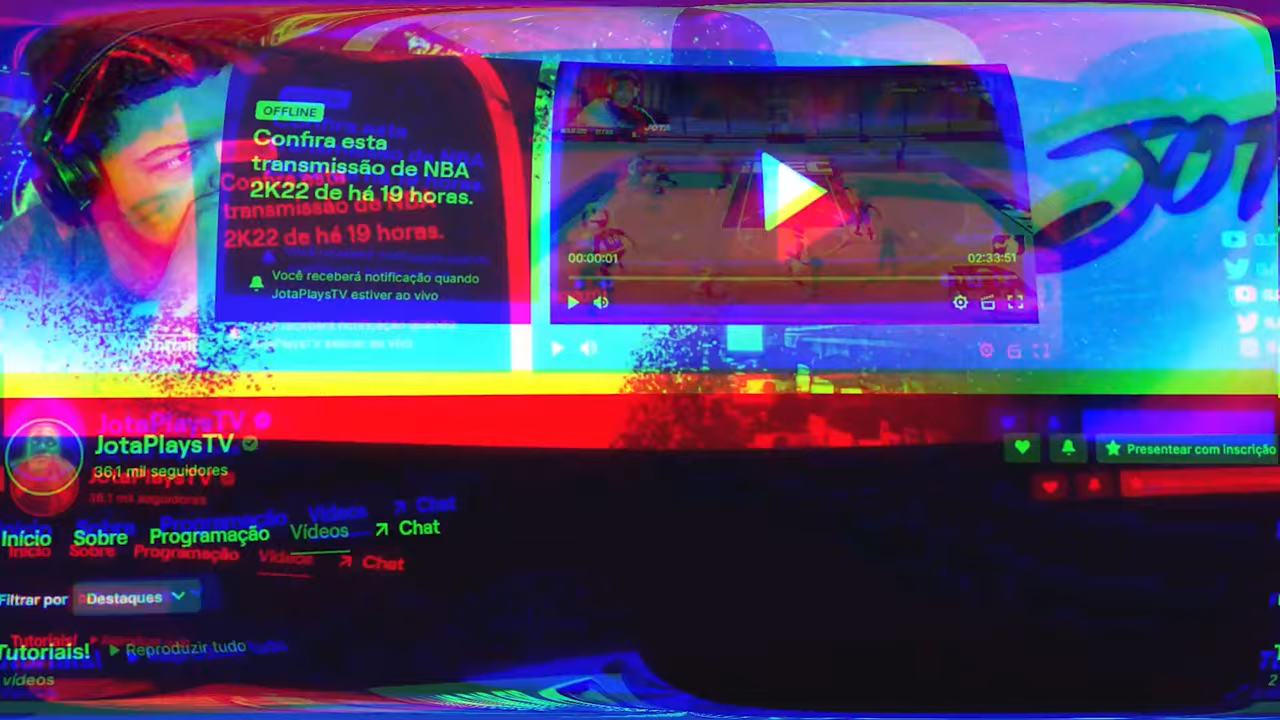 OFFLINE
Confira esta
transmissão de NBA
2K22 de há 19 horas.
Você receberá notificação quando
JotaPlaysTV estiver ao vivo
00:00:01
02:33:51
JotaPlaysTV
36,1 mil seguidores
Presentear com inscrição
Início Sobre Programação Vídeos Chat
Filtrar por Destaques
Tutoriais! Reproduzir tudo
vídeos